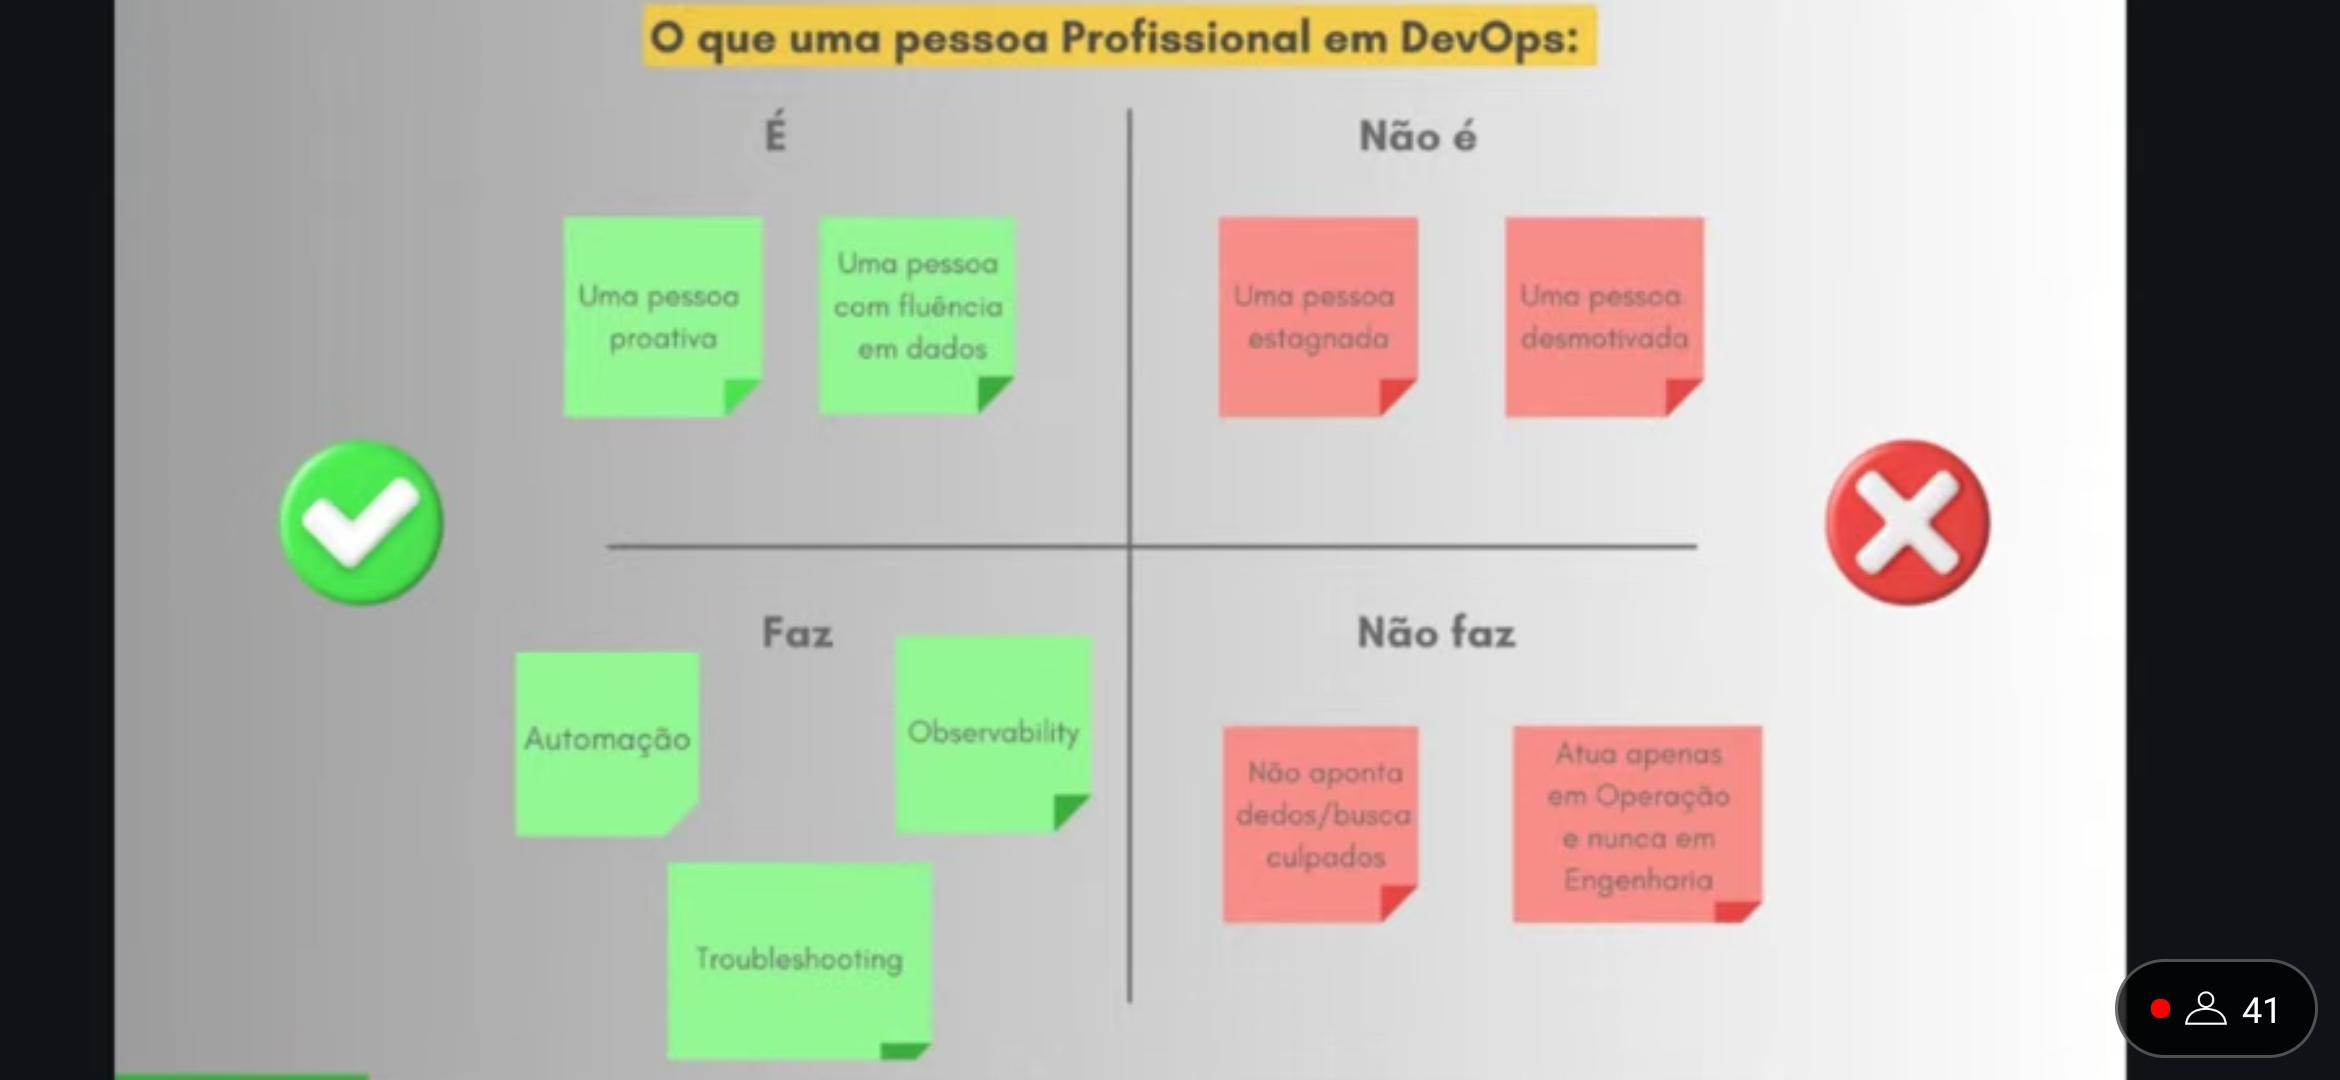 O que uma pessoa Profissional em DevOps:
É
Não é
Uma pessoa
proativa
Uma pessoa
com fluência
em dados
Uma pessoa
estagnada
Uma pessoa
desmotivada
Faz
Não faz
Automação
Observability
Troubleshooting
Não aponta
dedos/busca
culpados
Atua apenas
em Operação
e nunca em
Engenharia
41